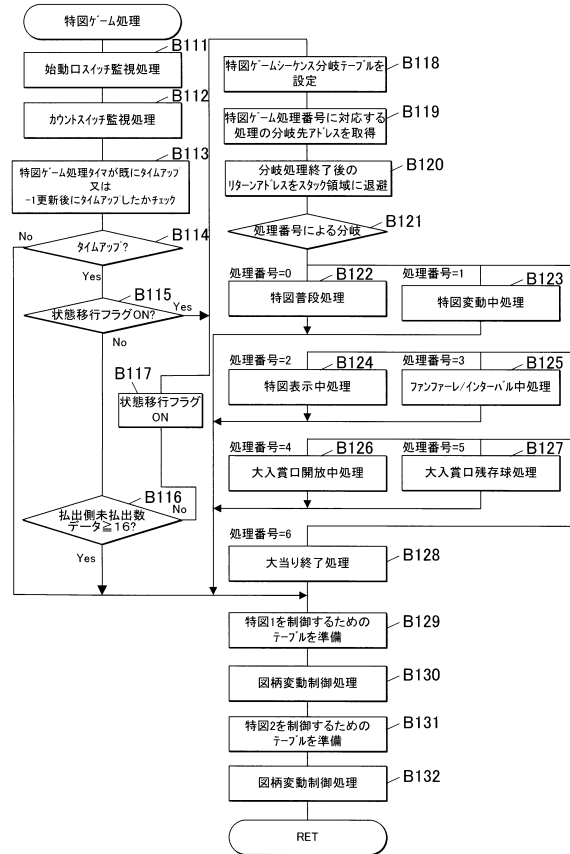 特図ゲーム処理
B111
始動口スイッチ監視処理
B112
カウントスイッチ監視処理
B113
特図ゲーム処理タイマが既にタイムアップ
又は
-1更新後にタイムアップしたかチェック
No
B114
タイムアップ?
Yes
B115
状態移行フラグON?
Yes
No
B117
状態移行フラグ
ON
B116
払出側未払出数
データ≧16?
No
Yes
B118
特図ゲームシーケンス分岐テーブルを
設定
B119
特図ゲーム処理番号に対応する
処理の分岐先アドレスを取得
B120
分岐処理終了後の
リターンアドレスをスタック領域に退避
B121
処理番号による分岐
処理番号=0
B122
特図普段処理
処理番号=1
B123
特図変動中処理
処理番号=2
B124
特図表示中処理
処理番号=3
B125
ファンファーレ/インターバル中処理
処理番号=4
B126
大入賞口開放中処理
処理番号=5
B127
大入賞口残存球処理
処理番号=6
B128
大当り終了処理
B129
特図1を制御するための
テーブルを準備
B130
図柄変動制御処理
B131
特図2を制御するための
テーブルを準備
B132
図柄変動制御処理
RET